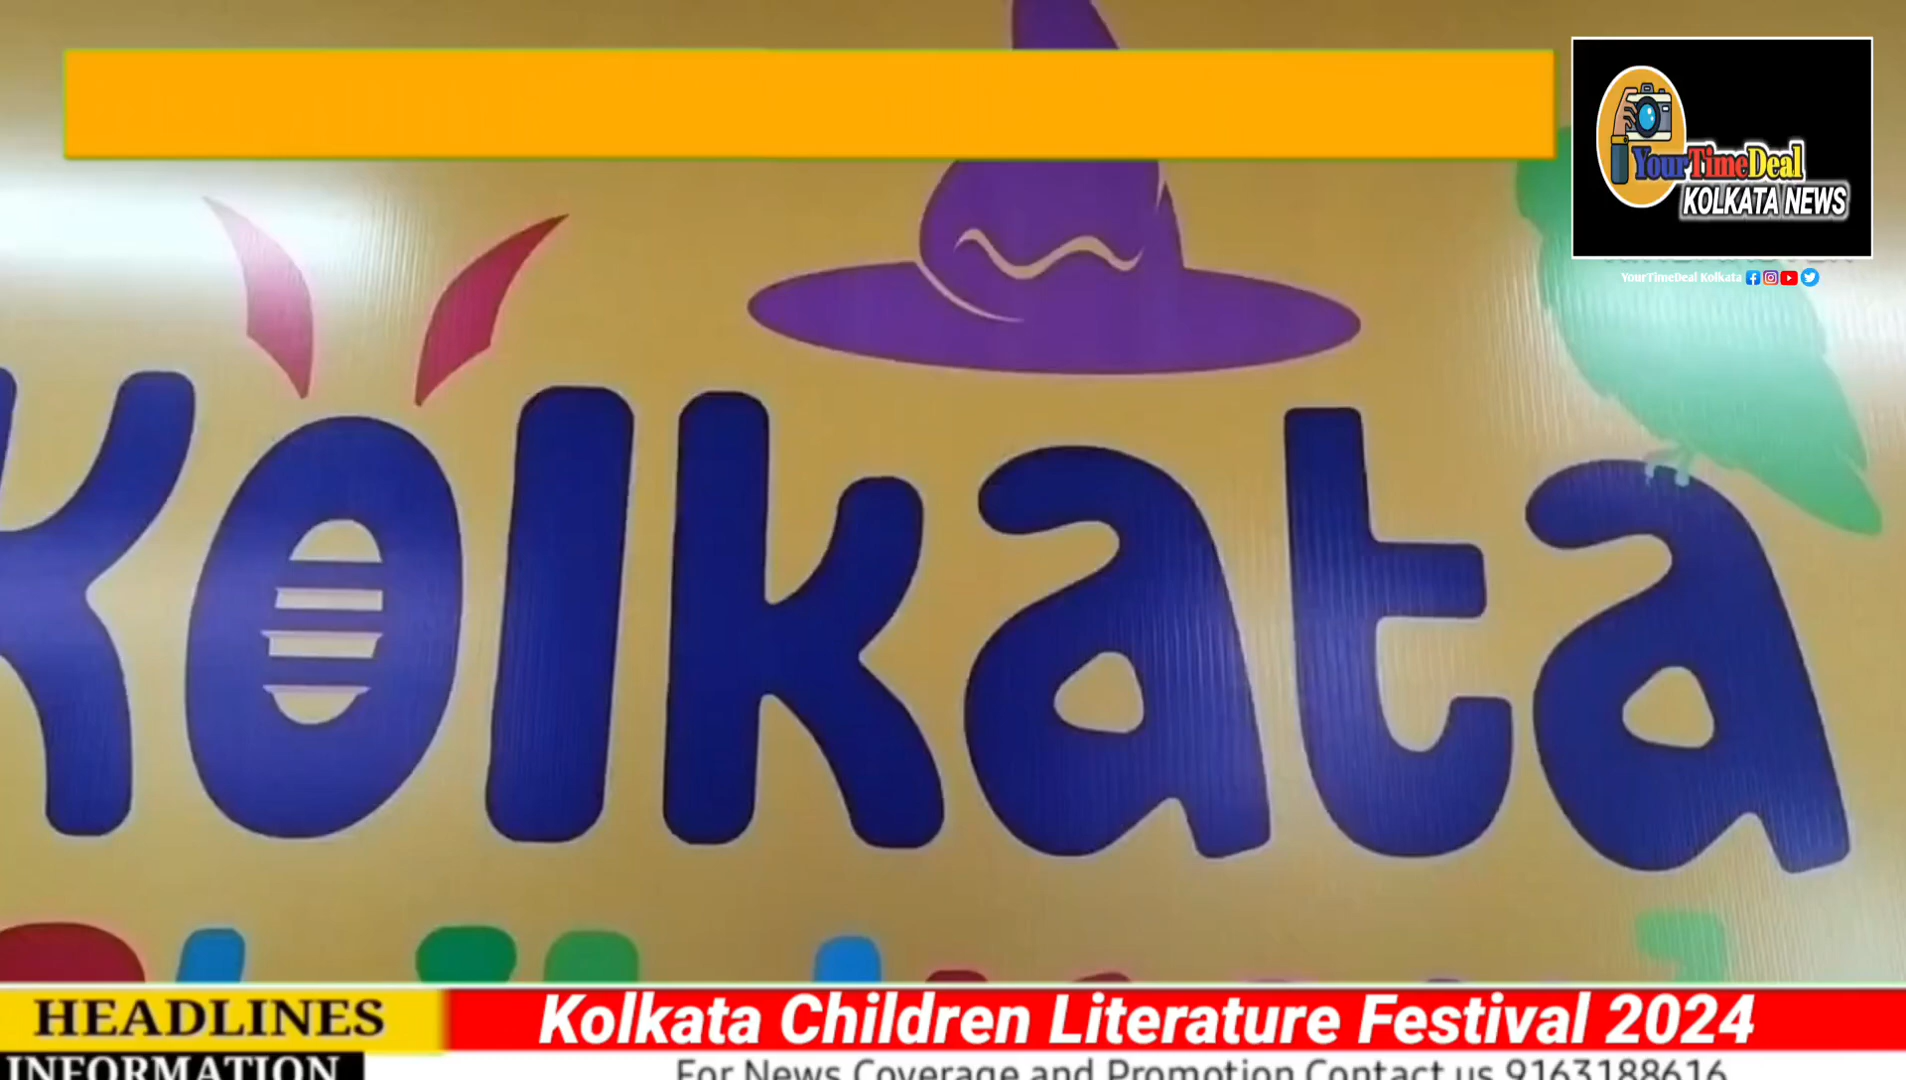 YourTimeDeal
KOLKATA NEWS
YourTimeDeal Kolkata
Kolkata
HEADLINES
Kolkata Children Literature Festival 2024
INFORMATION
For News Coverage and Promotion Contact us 9163188616